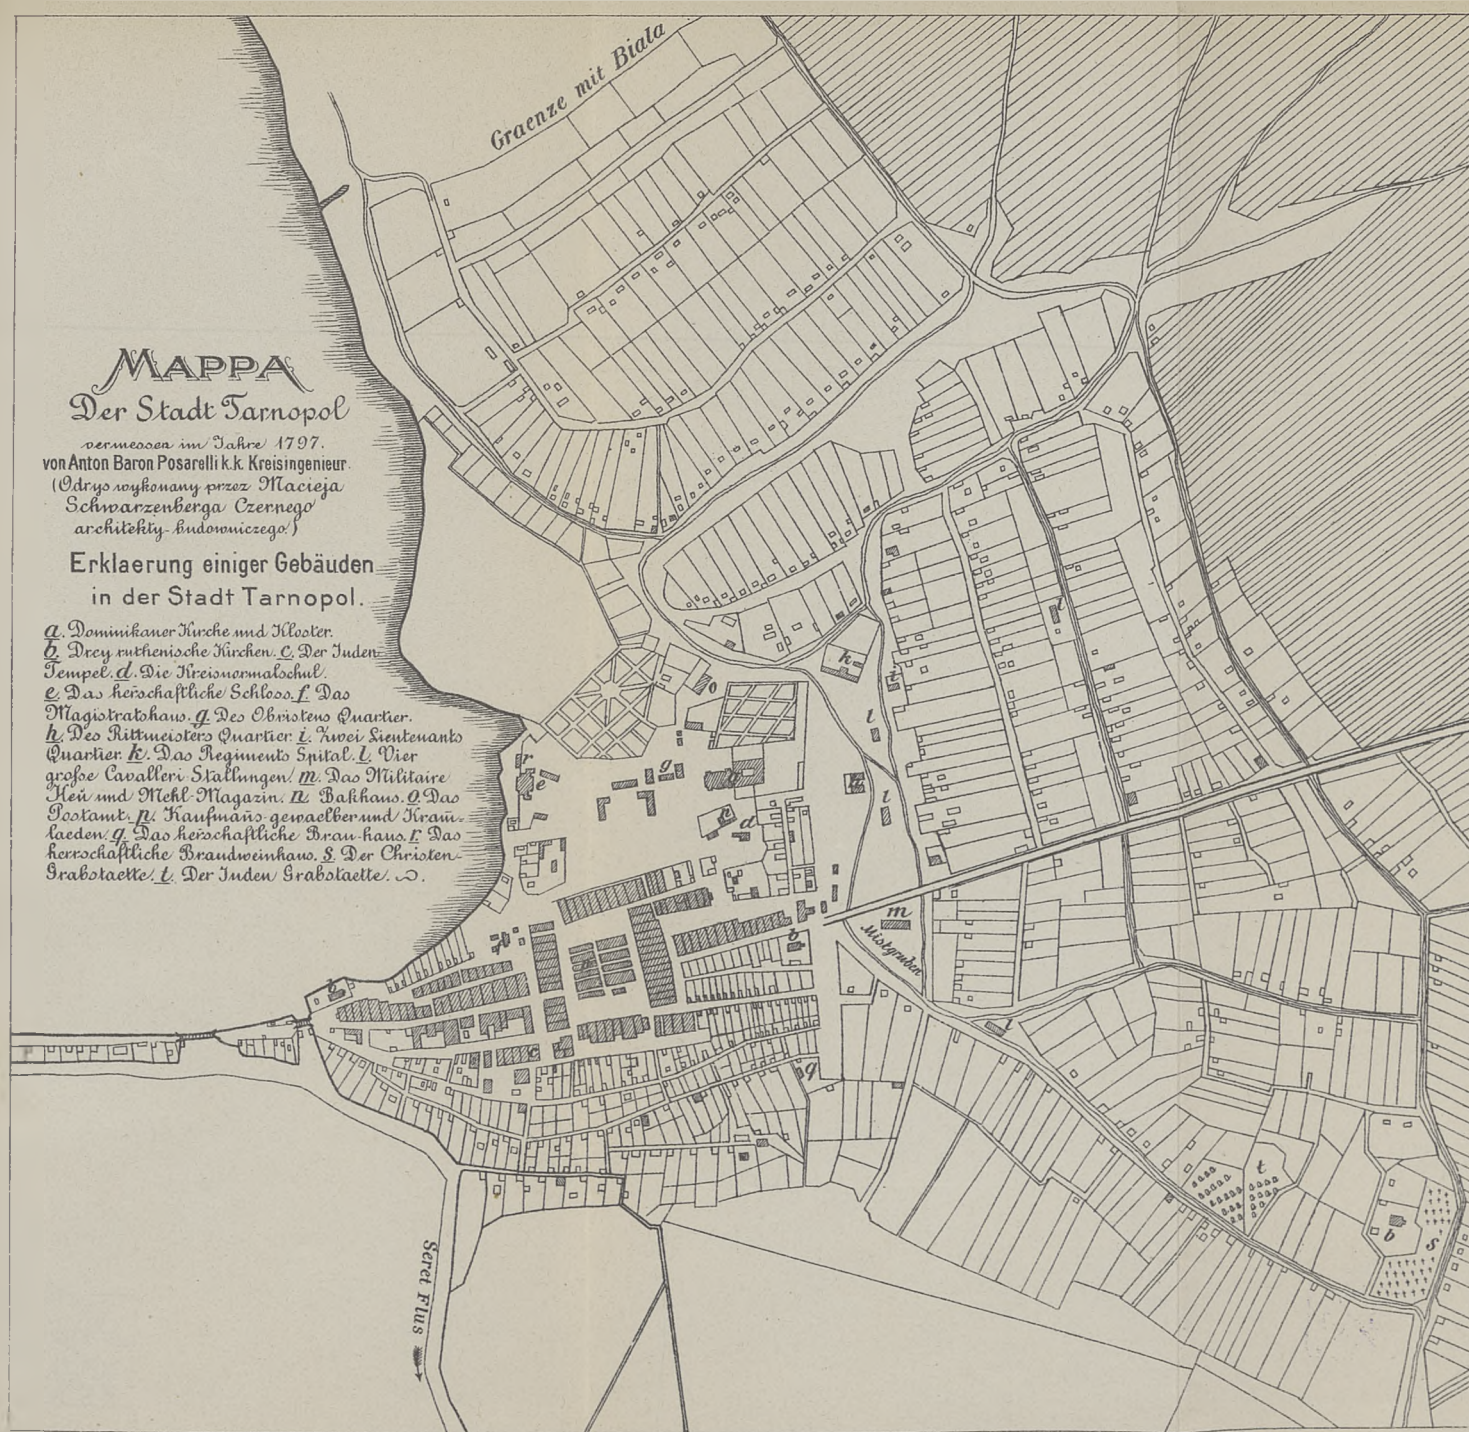 MAPPA
Der Stadt Tarnopol
vermessen im Jahre 1797.
von Anton Baron Posarelli k.k. Kreisingenieur.
(Odrys wykonany przez Macieja
Schwarzenberga Czernego
architekty-budowniczego.)
Erklaerung einiger Gebäuden
in der Stadt Tarnopol.
a. Dominikaner Kirche und Kloster.
b. Drey ruthenische Kirchen. c. Der Juden-
Tempel. d. Die Kreisnormalschul.
e. Das herschaftliche Schloss. f. Das
Magistratshaus. g. Des Obristens Quartier.
h. Des Rittmeisters Quartier. i. Zwei Lieutenants
Quartier. k. Das Regiments Spital. l. Vier
große Cavalleri Stallungen. m. Das Militaire
Heu und Mehl-Magazin. n. Bakhaus. o. Das
Postamt. p. Kaufmañs-gewaelber und Kram-
laeden. q. Das herschaftliche Brau-haus. r. Das
herrschaftliche Brandweinhaus. s. Der Christen-
Grabstaette. t. Der Juden Grabstaette.
Graenze mit Biala
i
k
i
o
l
r
e
g
h
l
c
d
m
Mistgruben
b
b
c
l
q
t
b
s
Seret Flus